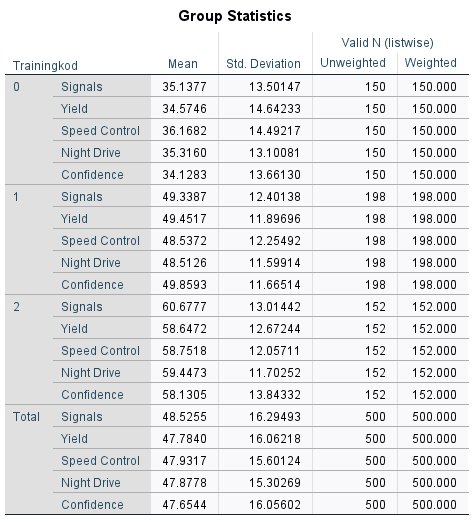 Group Statistics
Valid N (listwise)
Trainingkod Mean Std. Deviation Unweighted Weighted
0 Signals 35.1377 13.50147 150 150.000
Yield 34.5746 14.64233 150 150.000
Speed Control 36.1682 14.49217 150 150.000
Night Drive 35.3160 13.10081 150 150.000
Confidence 34.1283 13.66130 150 150.000
1 Signals 49.3387 12.40138 198 198.000
Yield 49.4517 11.89696 198 198.000
Speed Control 48.5372 12.25492 198 198.000
Night Drive 48.5126 11.59914 198 198.000
Confidence 49.8593 11.66514 198 198.000
2 Signals 60.6777 13.01442 152 152.000
Yield 58.6472 12.67244 152 152.000
Speed Control 58.7518 12.05711 152 152.000
Night Drive 59.4473 11.70252 152 152.000
Confidence 58.1305 13.84332 152 152.000
Total Signals 48.5255 16.29493 500 500.000
Yield 47.7840 16.06218 500 500.000
Speed Control 47.9317 15.60124 500 500.000
Night Drive 47.8778 15.30269 500 500.000
Confidence 47.6544 16.05602 500 500.000